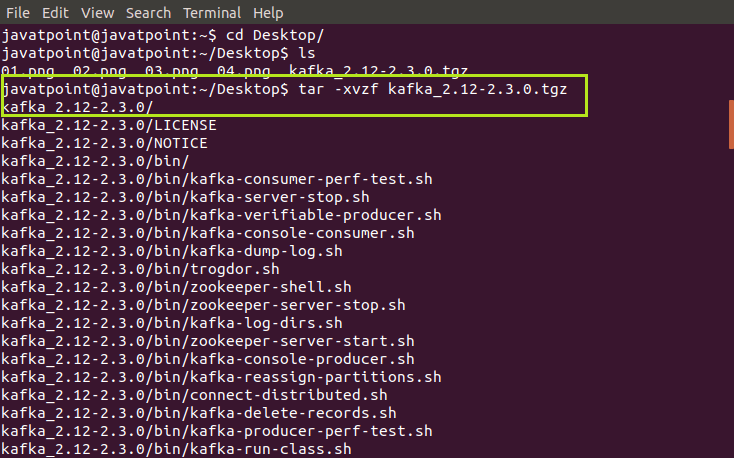 File Edit View Search Terminal Help
javatpoint@javatpoint:~$ cd Desktop/
javatpoint@javatpoint:~/Desktop$ ls
01.png 02.png 03.png 04.png kafka_2.12-2.3.0.tgz
javatpoint@javatpoint:~/Desktop$ tar -xvzf kafka_2.12-2.3.0.tgz
kafka_2.12-2.3.0/
kafka_2.12-2.3.0/LICENSE
kafka_2.12-2.3.0/NOTICE
kafka_2.12-2.3.0/bin/
kafka_2.12-2.3.0/bin/kafka-consumer-perf-test.sh
kafka_2.12-2.3.0/bin/kafka-server-stop.sh
kafka_2.12-2.3.0/bin/kafka-verifiable-producer.sh
kafka_2.12-2.3.0/bin/kafka-console-consumer.sh
kafka_2.12-2.3.0/bin/kafka-dump-log.sh
kafka_2.12-2.3.0/bin/trogdor.sh
kafka_2.12-2.3.0/bin/zookeeper-shell.sh
kafka_2.12-2.3.0/bin/zookeeper-server-stop.sh
kafka_2.12-2.3.0/bin/kafka-log-dirs.sh
kafka_2.12-2.3.0/bin/zookeeper-server-start.sh
kafka_2.12-2.3.0/bin/kafka-console-producer.sh
kafka_2.12-2.3.0/bin/kafka-reassign-partitions.sh
kafka_2.12-2.3.0/bin/connect-distributed.sh
kafka_2.12-2.3.0/bin/kafka-delete-records.sh
kafka_2.12-2.3.0/bin/kafka-producer-perf-test.sh
kafka_2.12-2.3.0/bin/kafka-run-class.sh